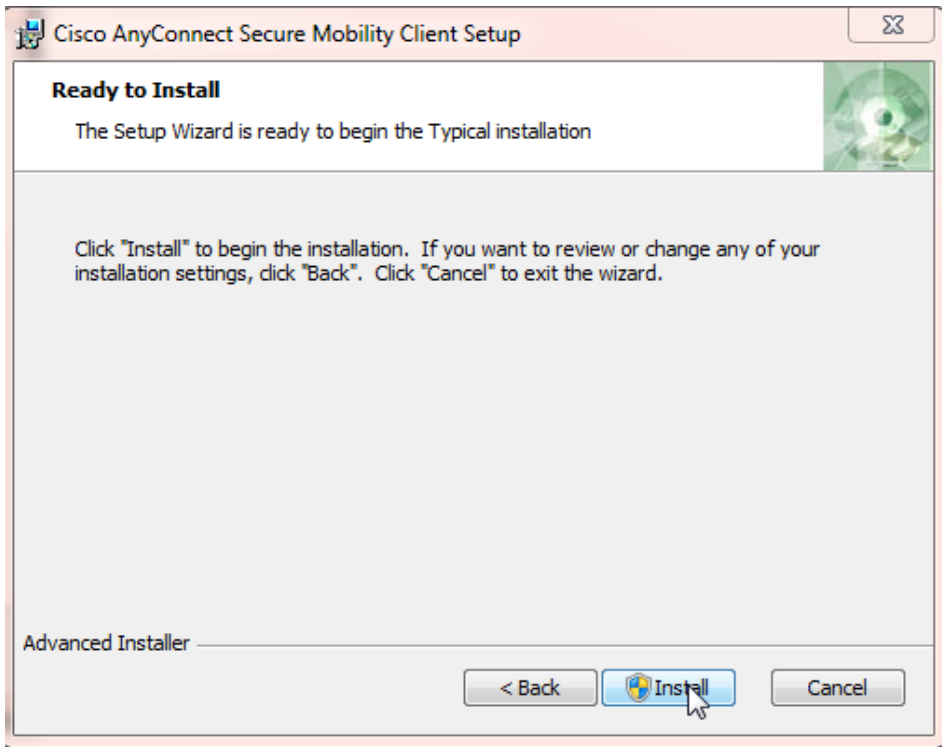 Cisco AnyConnect Secure Mobility Client Setup
Ready to Install
The Setup Wizard is ready to begin the Typical installation
Click "Install" to begin the installation.  If you want to review or change any of your
installation settings, click "Back".  Click "Cancel" to exit the wizard.
Advanced Installer
< Back Install Cancel